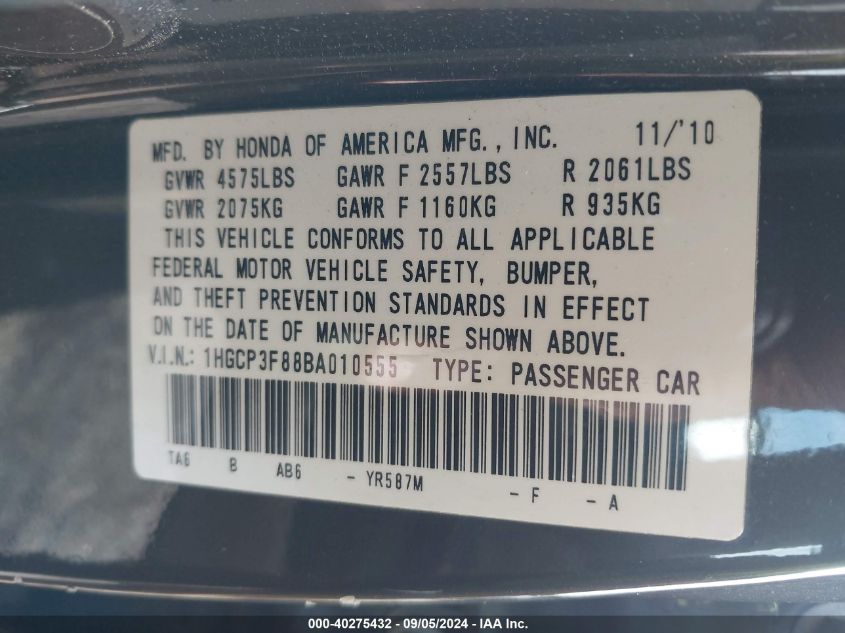 MFD. BY HONDA OF AMERICA MFG., INC. 11/'10
GVWR 4575LBS GAWR F 2557LBS R 2061LBS
GVWR 2075KG GAWR F 1160KG R 935KG
THIS VEHICLE CONFORMS TO ALL APPLICABLE
FEDERAL MOTOR VEHICLE SAFETY, BUMPER,
AND THEFT PREVENTION STANDARDS IN EFFECT
ON THE DATE OF MANUFACTURE SHOWN ABOVE.
V.I.N.: 1HGCP3F88BA010555 TYPE: PASSENGER CAR
TA6 B AB6 - YR587M - F - A
000-40275432 - 09/05/2024 - IAA Inc.